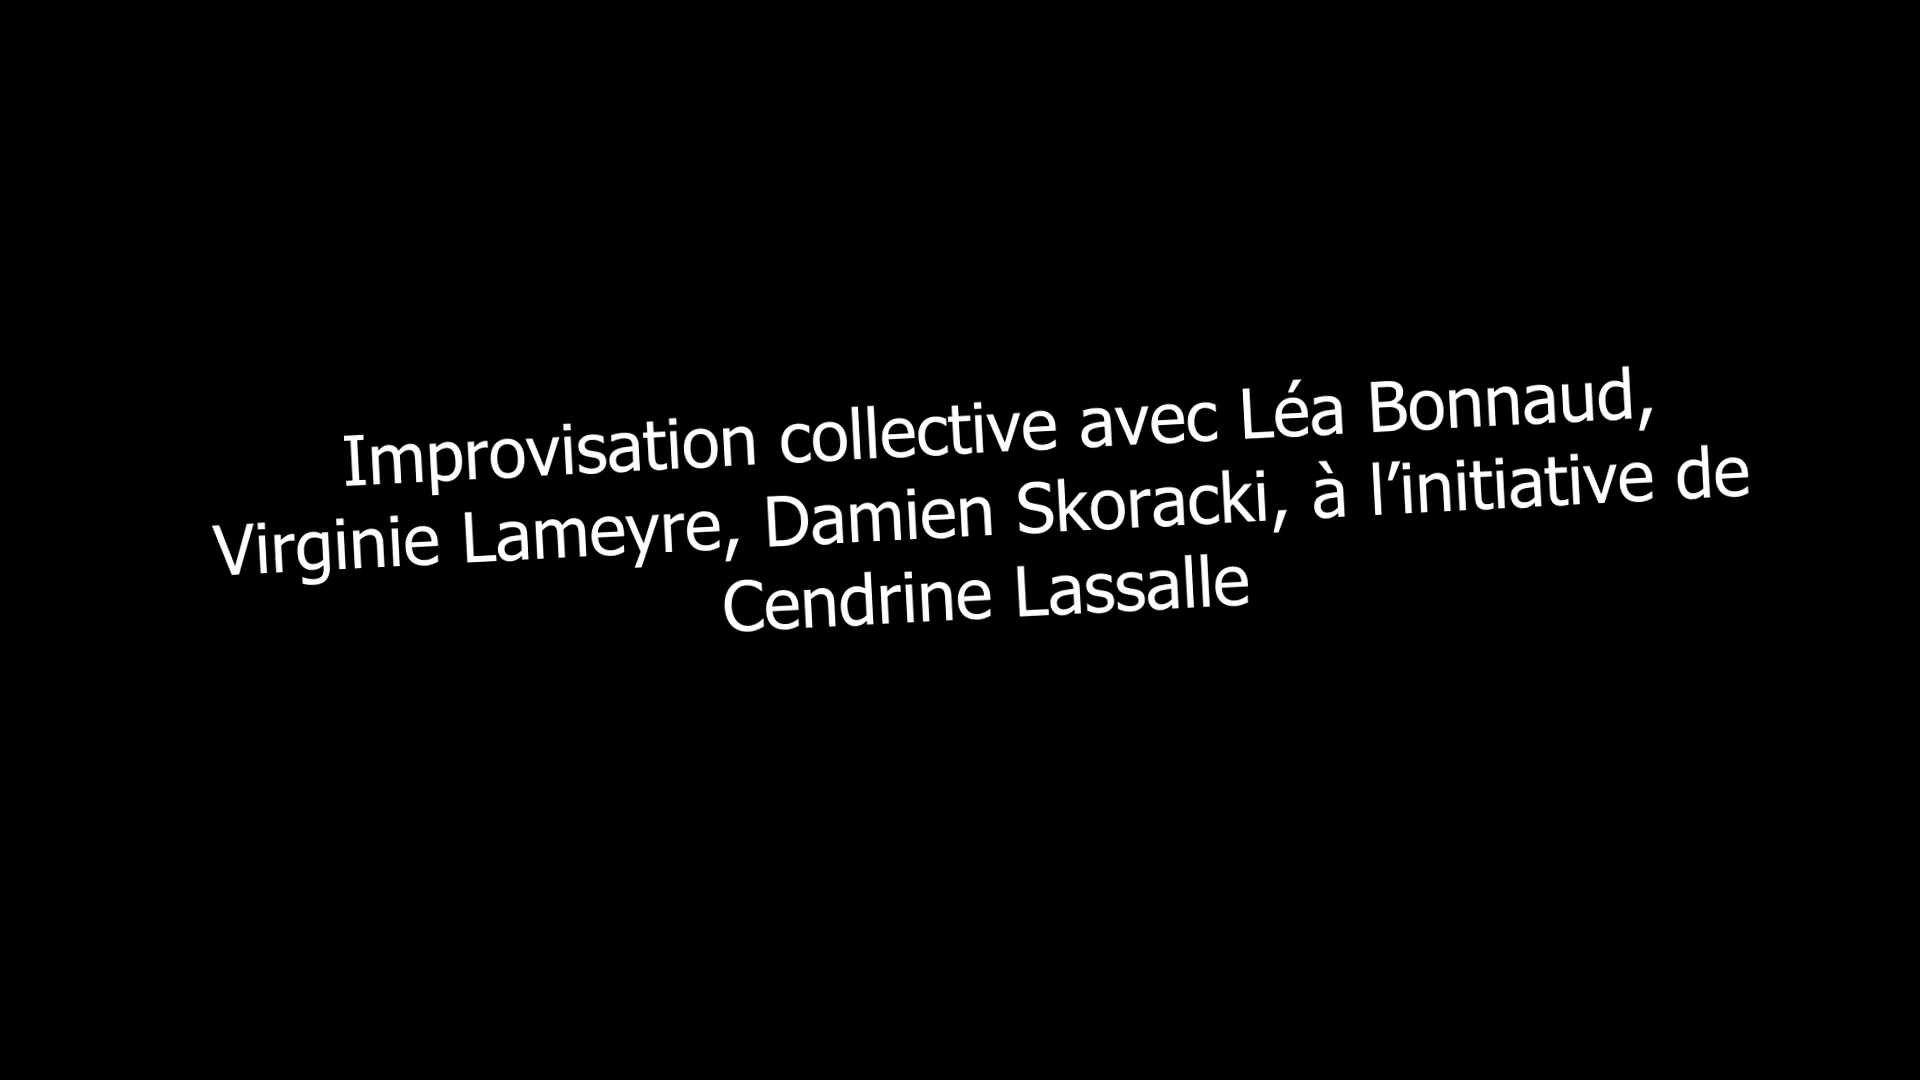 Improvisation collective avec Léa Bonnaud,
Virginie Lameyre, Damien Skoracki, à l’initiative de
Cendrine Lassalle